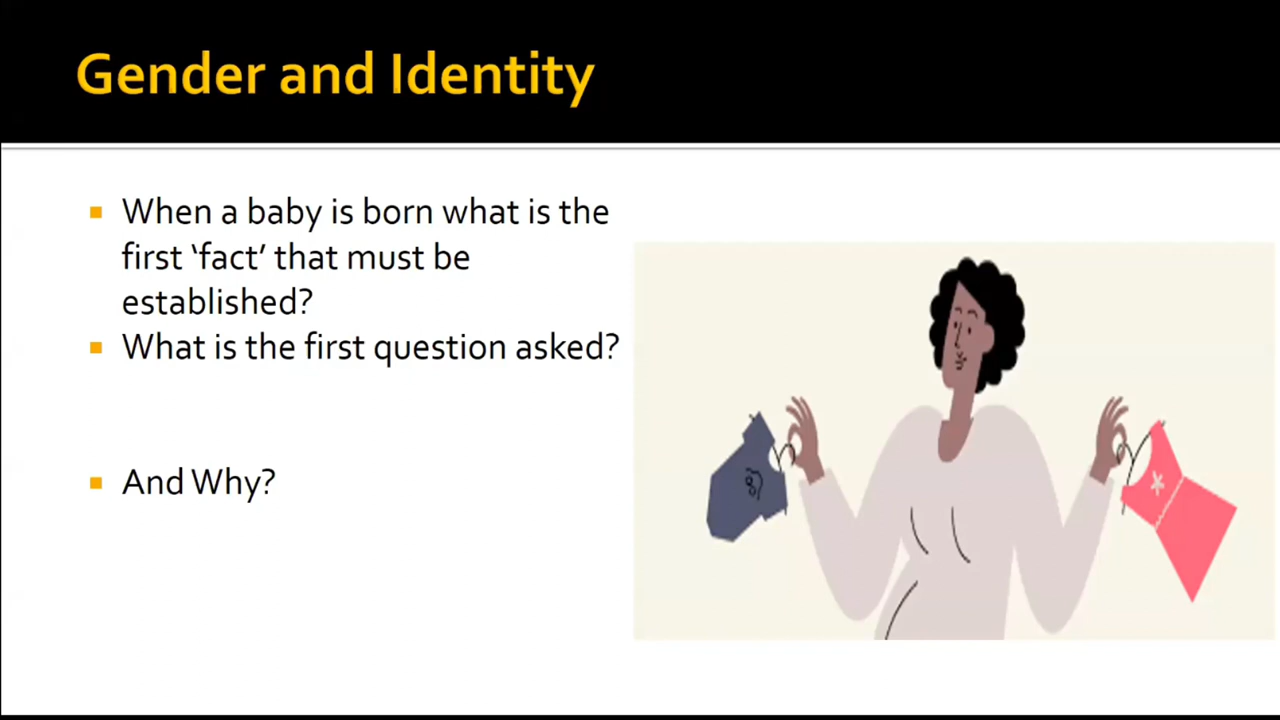 Gender and Identity
When a baby is born what is the
first ‘fact’ that must be
established?
What is the first question asked?
And Why?